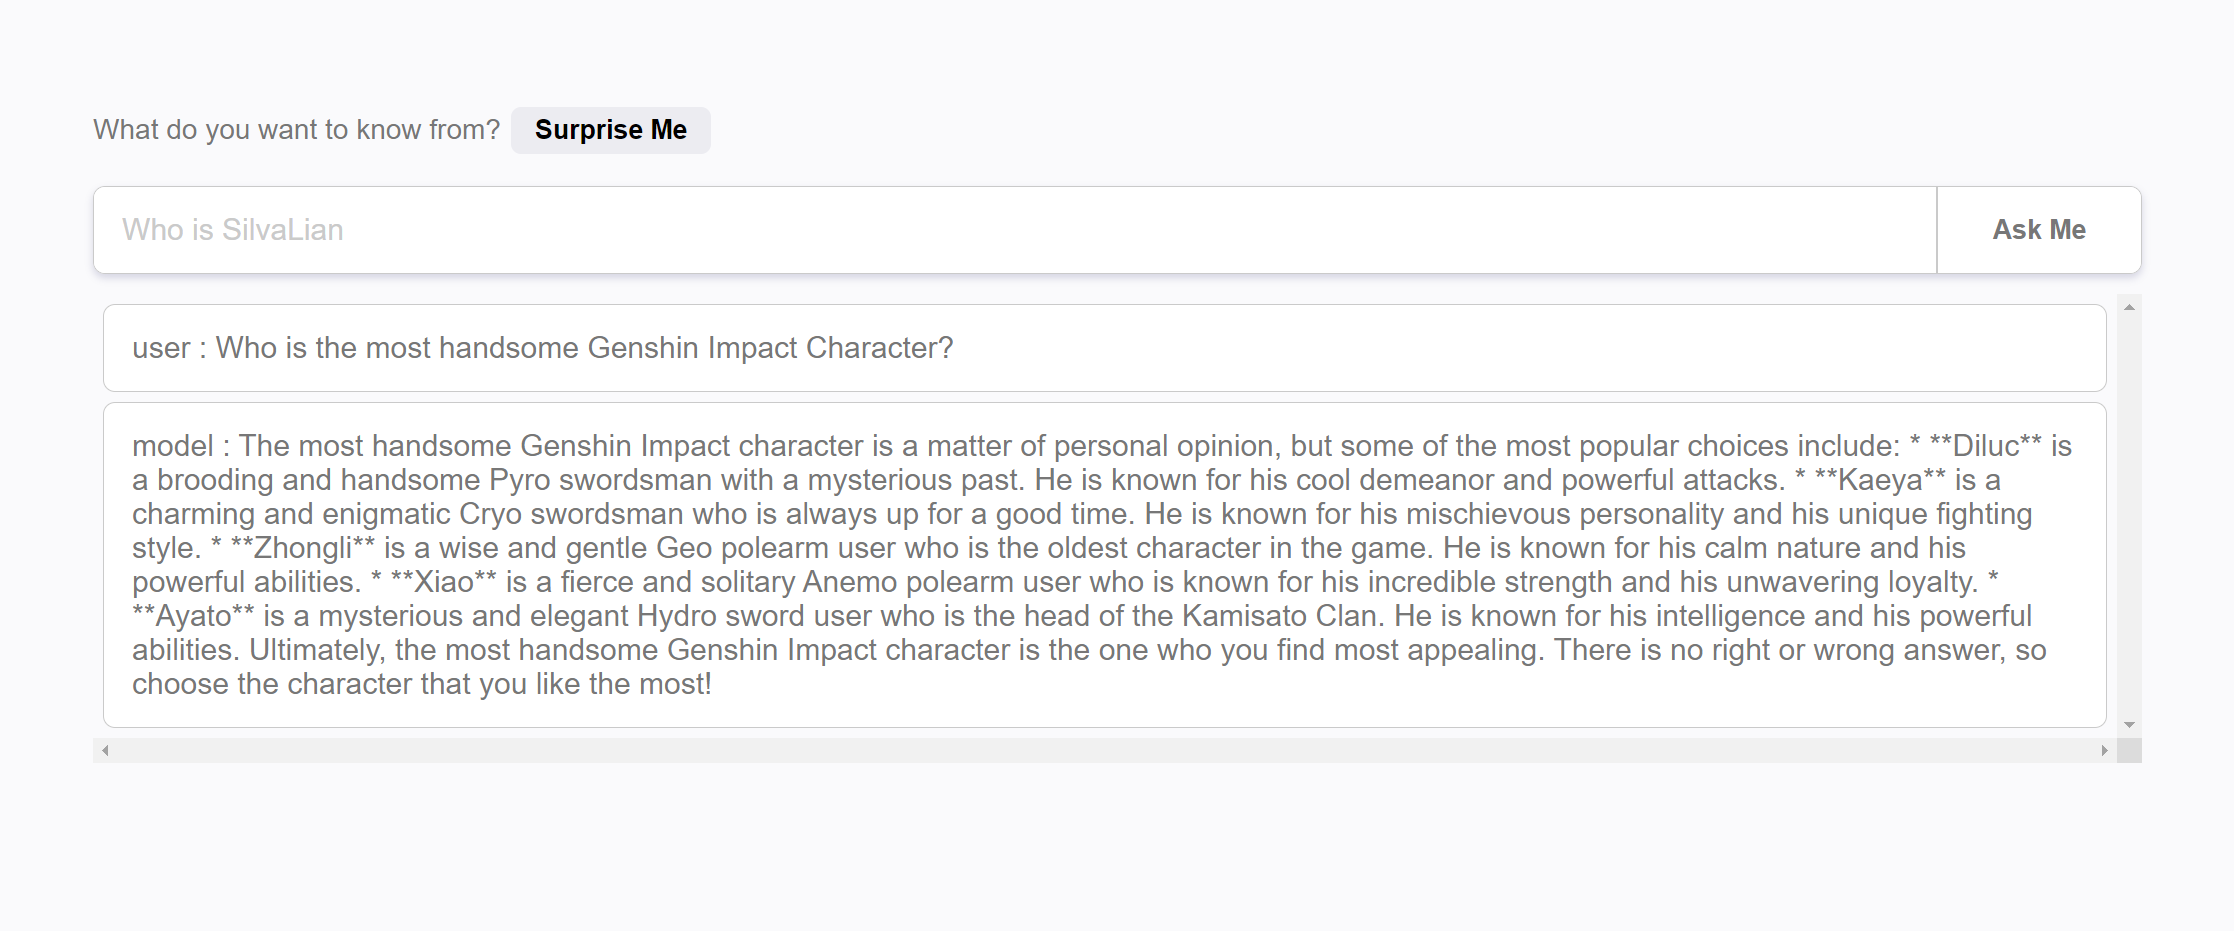 What do you want to know from? Surprise Me
Who is SilvaLian
Ask Me
user : Who is the most handsome Genshin Impact Character?
model : The most handsome Genshin Impact character is a matter of personal opinion, but some of the most popular choices include: * **Diluc** is
a brooding and handsome Pyro swordsman with a mysterious past. He is known for his cool demeanor and powerful attacks. * **Kaeya** is a
charming and enigmatic Cryo swordsman who is always up for a good time. He is known for his mischievous personality and his unique fighting
style. * **Zhongli** is a wise and gentle Geo polearm user who is the oldest character in the game. He is known for his calm nature and his
powerful abilities. * **Xiao** is a fierce and solitary Anemo polearm user who is known for his incredible strength and his unwavering loyalty. *
**Ayato** is a mysterious and elegant Hydro sword user who is the head of the Kamisato Clan. He is known for his intelligence and his powerful
abilities. Ultimately, the most handsome Genshin Impact character is the one who you find most appealing. There is no right or wrong answer, so
choose the character that you like the most!